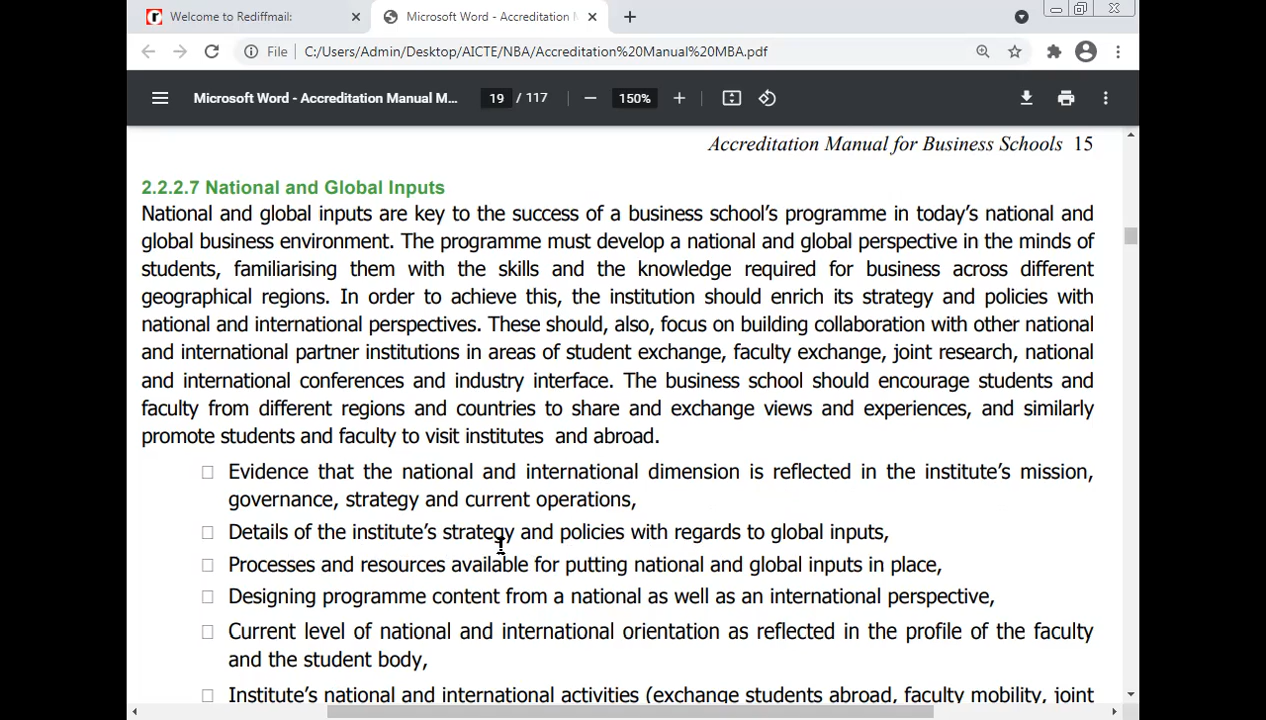 Welcome to Rediffmail:
Microsoft Word - Accreditation M
File C:/Users/Admin/Desktop/AICTE/NBA/Accreditation%20Manual%20MBA.pdf
Microsoft Word - Accreditation Manual M... 19 / 117 150%
Accreditation Manual for Business Schools 15
2.2.2.7 National and Global Inputs
National and global inputs are key to the success of a business school’s programme in today’s national and
global business environment. The programme must develop a national and global perspective in the minds of
students, familiarising them with the skills and the knowledge required for business across different
geographical regions. In order to achieve this, the institution should enrich its strategy and policies with
national and international perspectives. These should, also, focus on building collaboration with other national
and international partner institutions in areas of student exchange, faculty exchange, joint research, national
and international conferences and industry interface. The business school should encourage students and
faculty from different regions and countries to share and exchange views and experiences, and similarly
promote students and faculty to visit institutes and abroad.
Evidence that the national and international dimension is reflected in the institute’s mission,
governance, strategy and current operations,
Details of the institute’s strategy and policies with regards to global inputs,
Processes and resources available for putting national and global inputs in place,
Designing programme content from a national as well as an international perspective,
Current level of national and international orientation as reflected in the profile of the faculty
and the student body,
Institute’s national and international activities (exchange students abroad, faculty mobility, joint